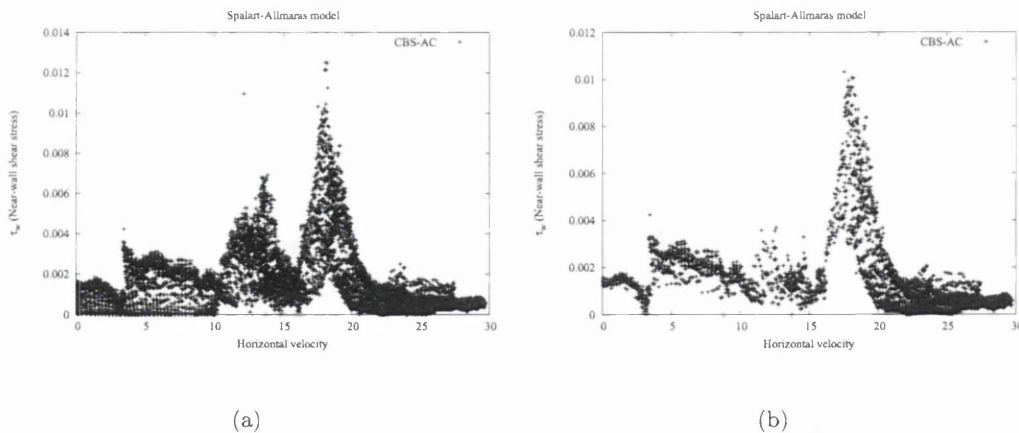 Spalart-Allmaras model
CBS-AC
0.014
0.012
0.01
0.008
0.006
0.004
0.002
0
τw (Near-wall shear stress)
0 5 10 15 20 25 30
Horizontal velocity
(a)
Spalart-Allmaras model
CBS-AC
0.012
0.01
0.008
0.006
0.004
0.002
0
τw (Near-wall shear stress)
0 5 10 15 20 25 30
Horizontal velocity
(b)